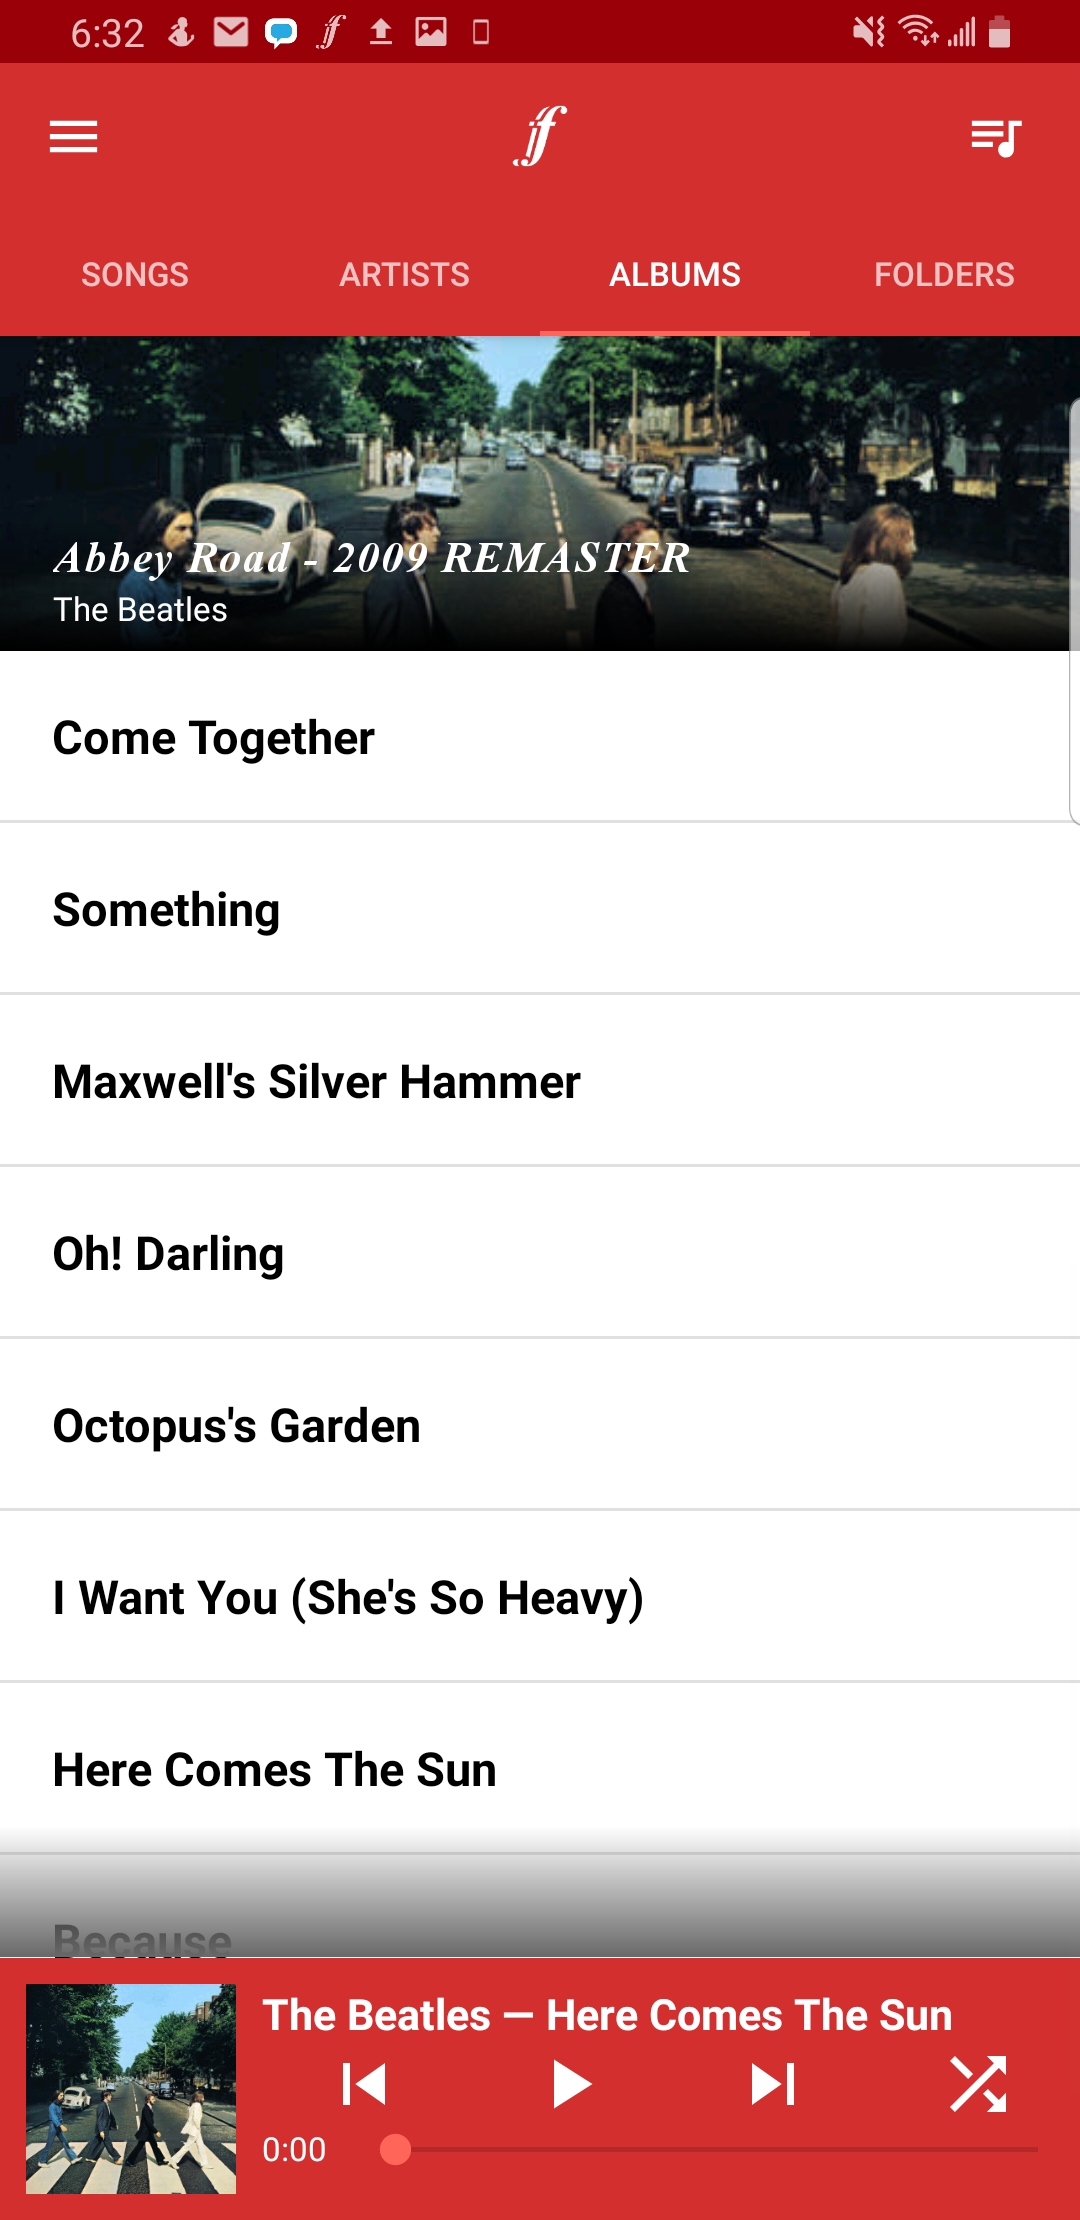 6:32
SONGS ARTISTS ALBUMS FOLDERS
Abbey Road - 2009 REMASTER
The Beatles
Come Together
Something
Maxwell's Silver Hammer
Oh! Darling
Octopus's Garden
I Want You (She's So Heavy)
Here Comes The Sun
Because
The Beatles — Here Comes The Sun
0:00